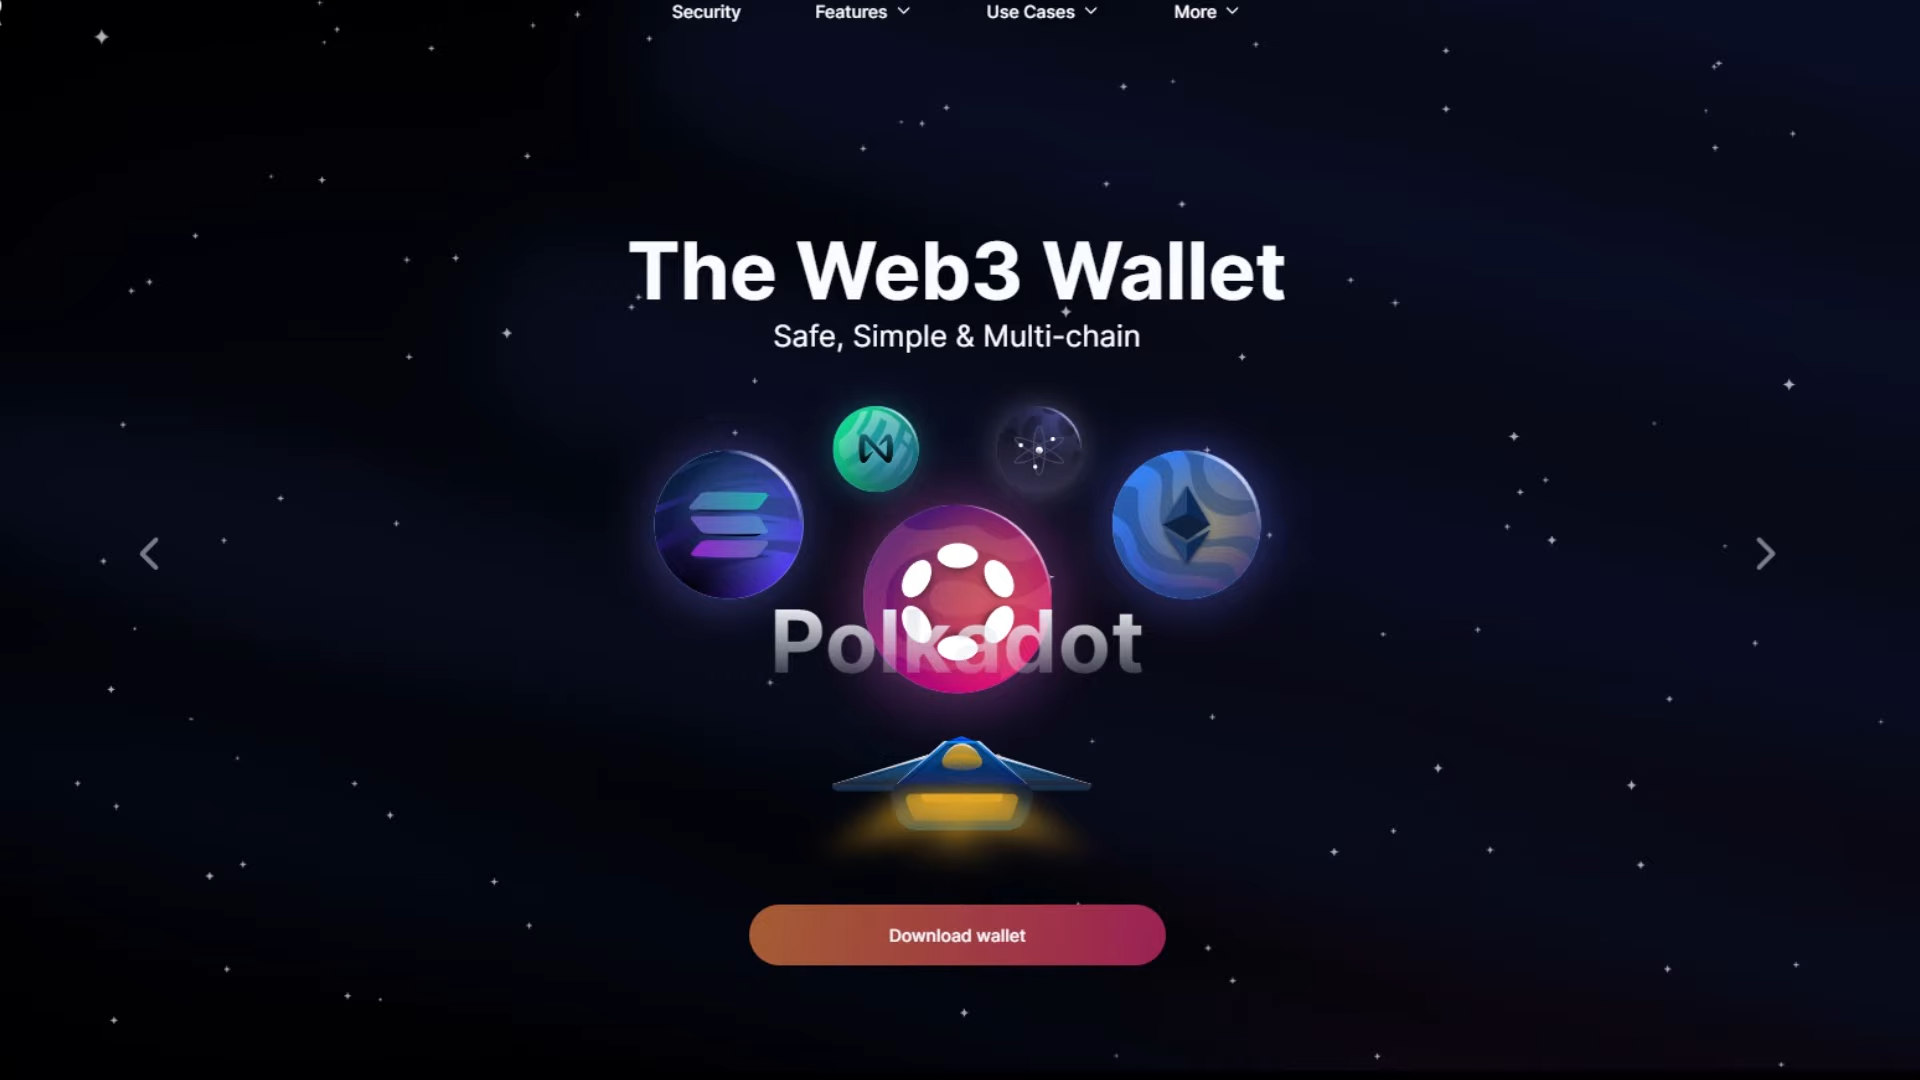 Security
Features
Use Cases
More
The Web3 Wallet
Safe, Simple & Multi-chain
Polkadot
Download wallet